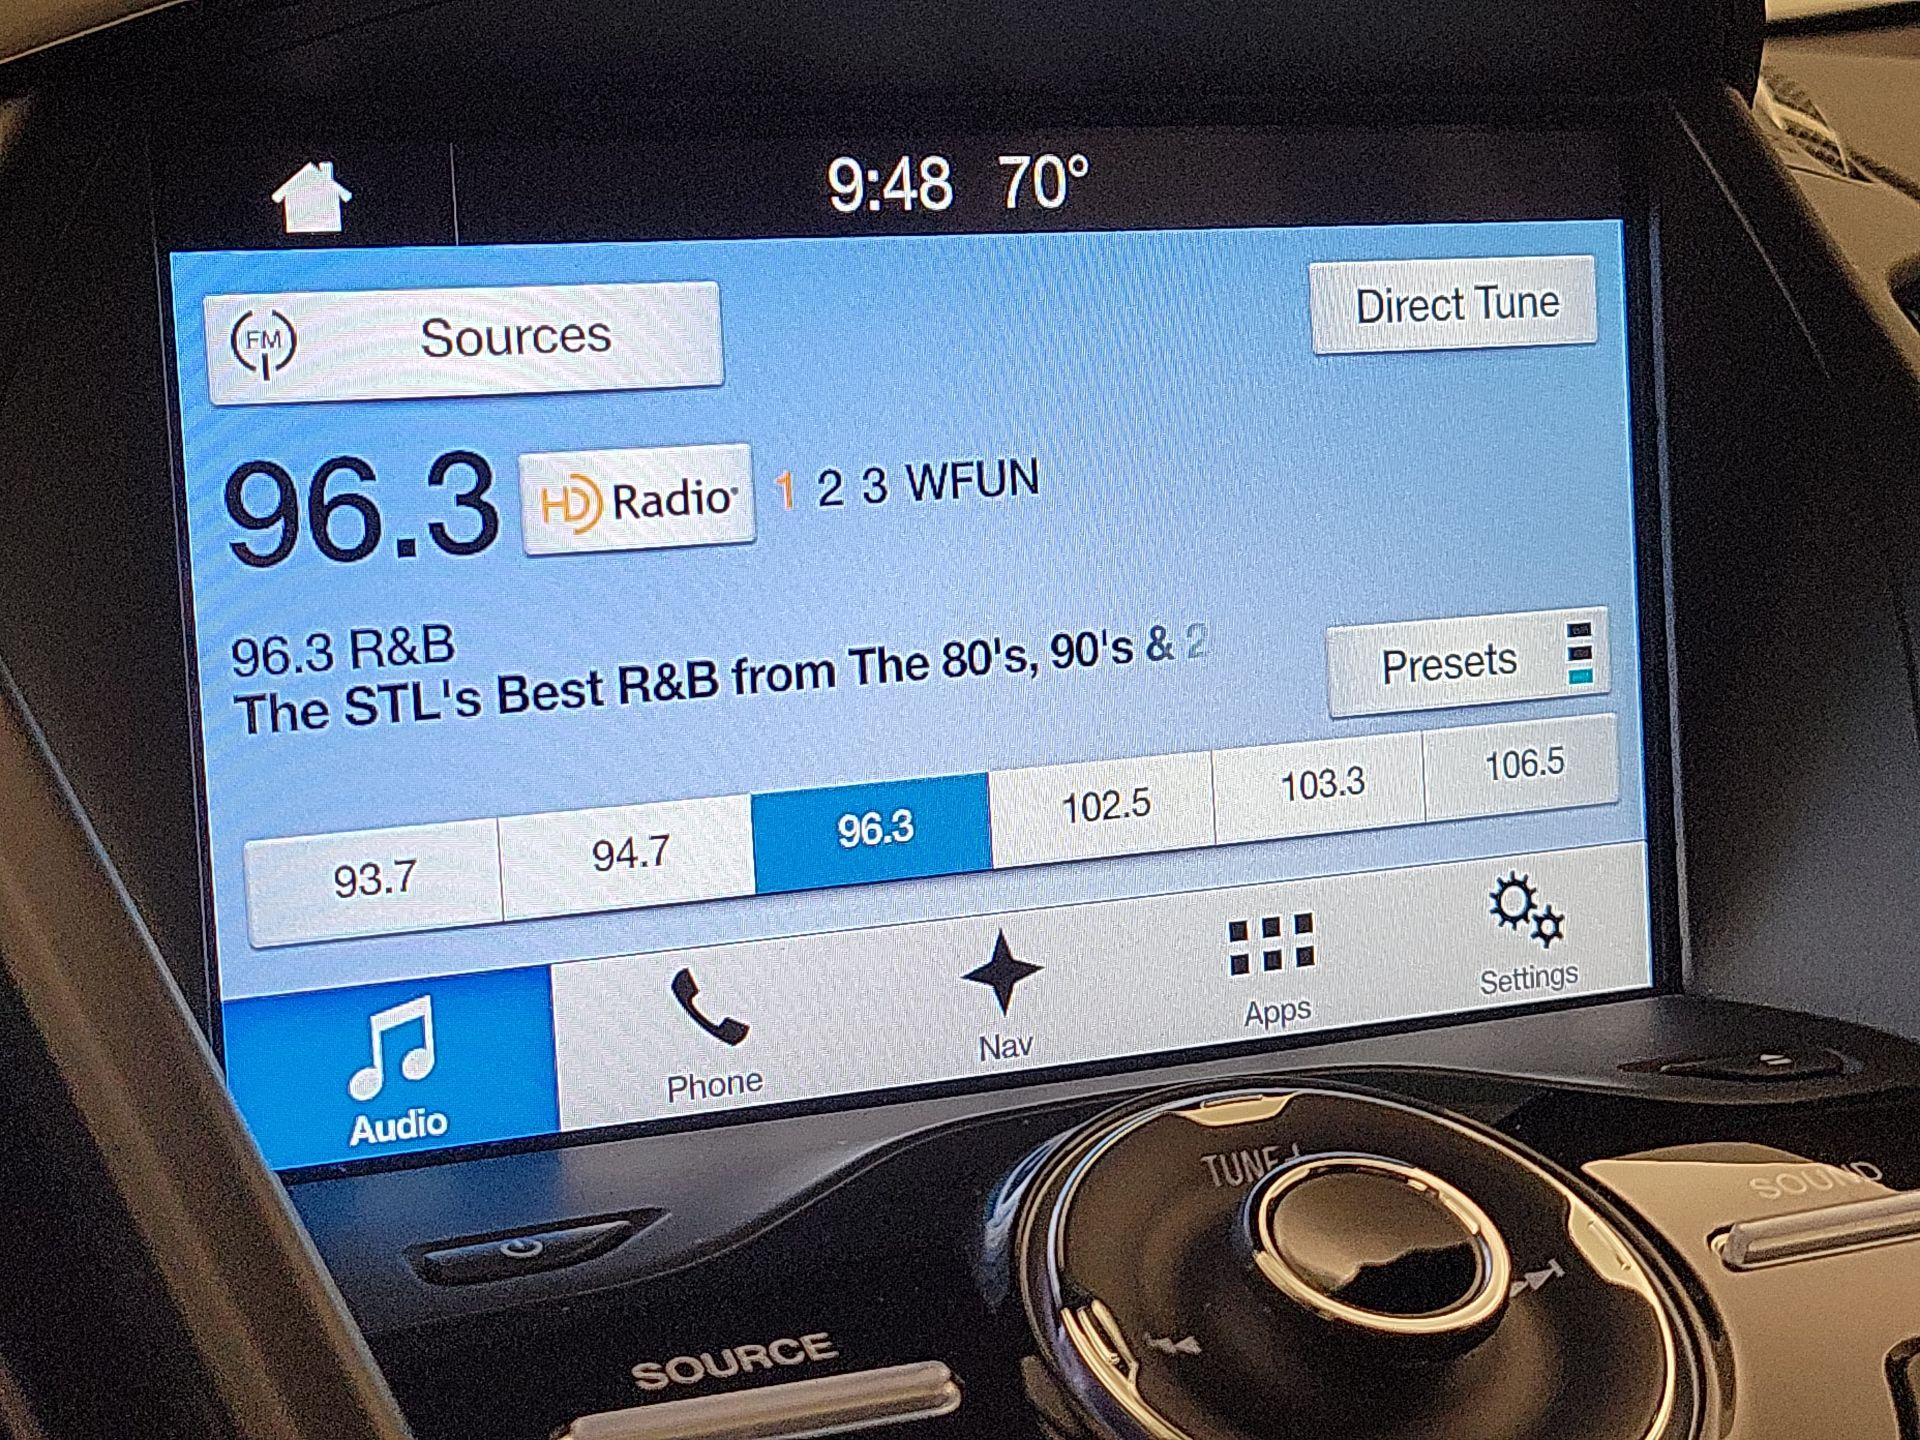 9:48 70°
FM Sources
Direct Tune
96.3 HD Radio 1 2 3 WFUN
96.3 R&B
The STL's Best R&B from The 80's, 90's & 2
Presets
93.7 94.7 96.3 102.5 103.3 106.5
Audio Phone Nav Apps Settings
TUNE
SOUND
SOURCE